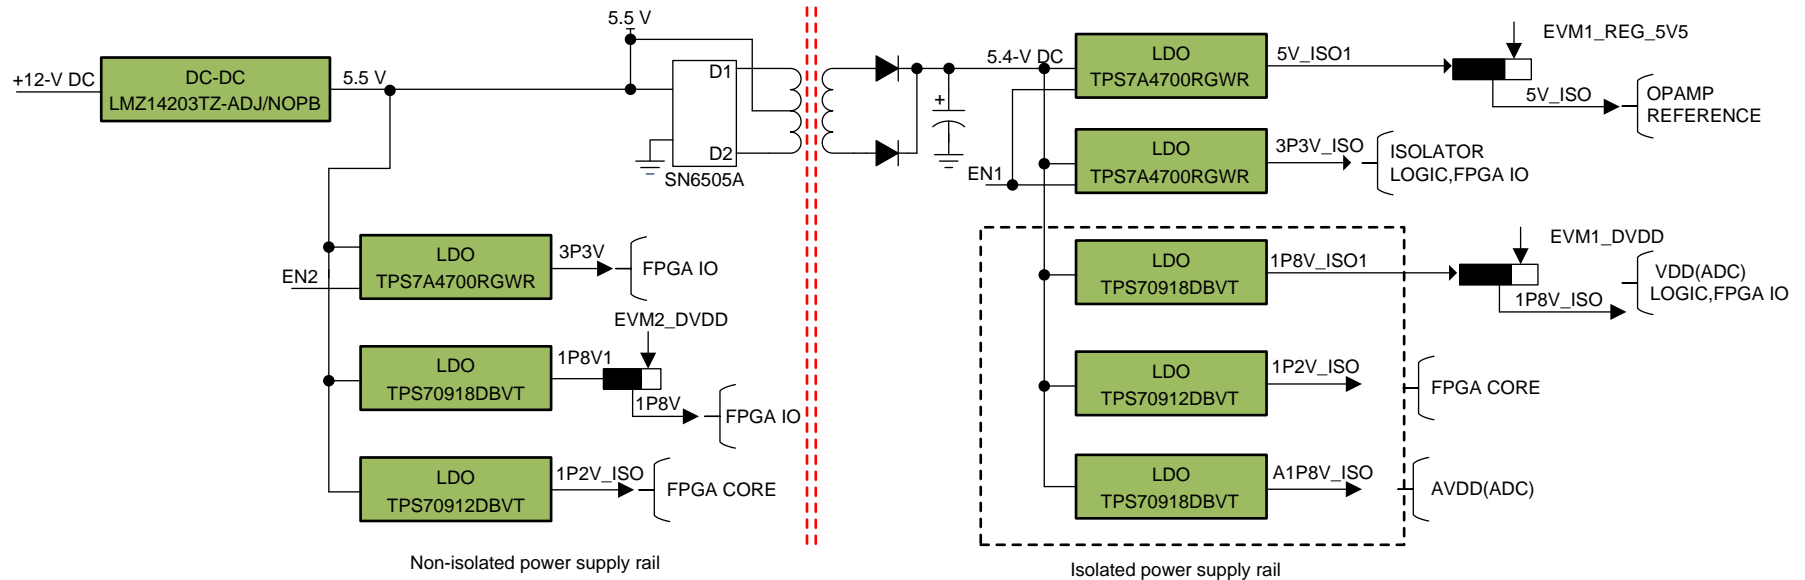 +12-V DC
DC-DC
LMZ14203TZ-ADJ/NOPB
5.5 V
5.5 V
D1
D2
SN6505A
+
5.4-V DC
EN1
LDO
TPS7A4700RGWR
5V_ISO1
EVM1_REG_5V5
5V_ISO
OPAMP
REFERENCE
LDO
TPS7A4700RGWR
3P3V_ISO
ISOLATOR
LOGIC,FPGA IO
LDO
TPS70918DBVT
1P8V_ISO1
EVM1_DVDD
1P8V_ISO
VDD(ADC)
LOGIC,FPGA IO
LDO
TPS70912DBVT
1P2V_ISO
FPGA CORE
LDO
TPS70918DBVT
A1P8V_ISO
AVDD(ADC)
EN2
LDO
TPS7A4700RGWR
3P3V
FPGA IO
LDO
TPS70918DBVT
1P8V1
EVM2_DVDD
1P8V
FPGA IO
LDO
TPS70912DBVT
1P2V_ISO
FPGA CORE
Non-isolated power supply rail
Isolated power supply rail